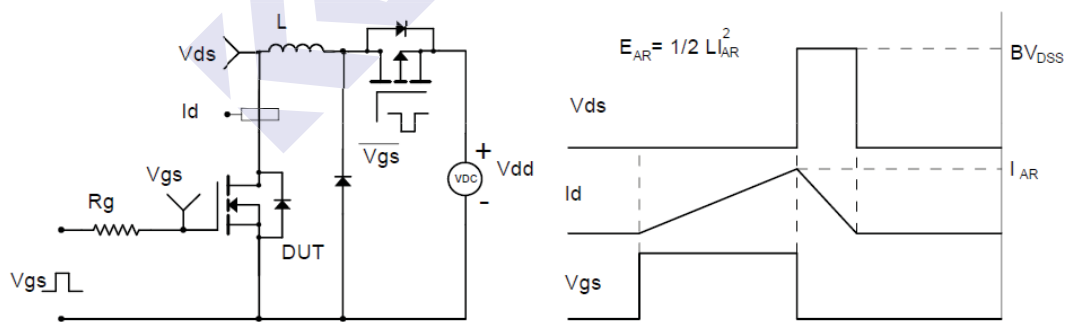 L
Vds
Id
Vgs
Vgs
Rg
DUT
Vgs
+
VDC
Vdd
-
E_AR = 1/2 LI_AR^2
Vds
BV_DSS
Id
I_AR
Vgs